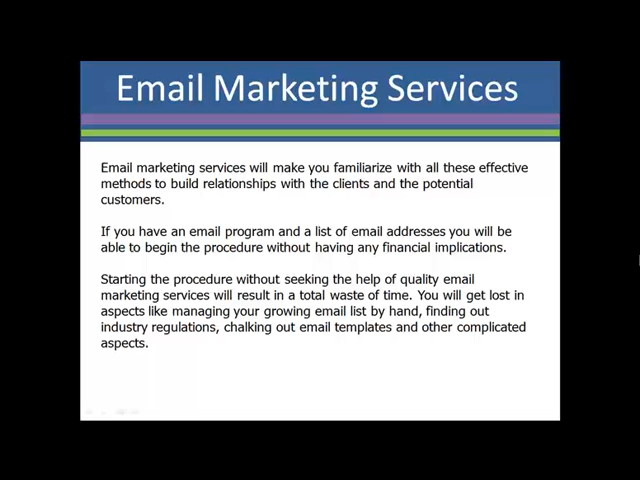 Email Marketing Services
Email marketing services will make you familiarize with all these effective
methods to build relationships with the clients and the potential
customers.
If you have an email program and a list of email addresses you will be
able to begin the procedure without having any financial implications.
Starting the procedure without seeking the help of quality email
marketing services will result in a total waste of time. You will get lost in
aspects like managing your growing email list by hand, finding out
industry regulations, chalking out email templates and other complicated
aspects.